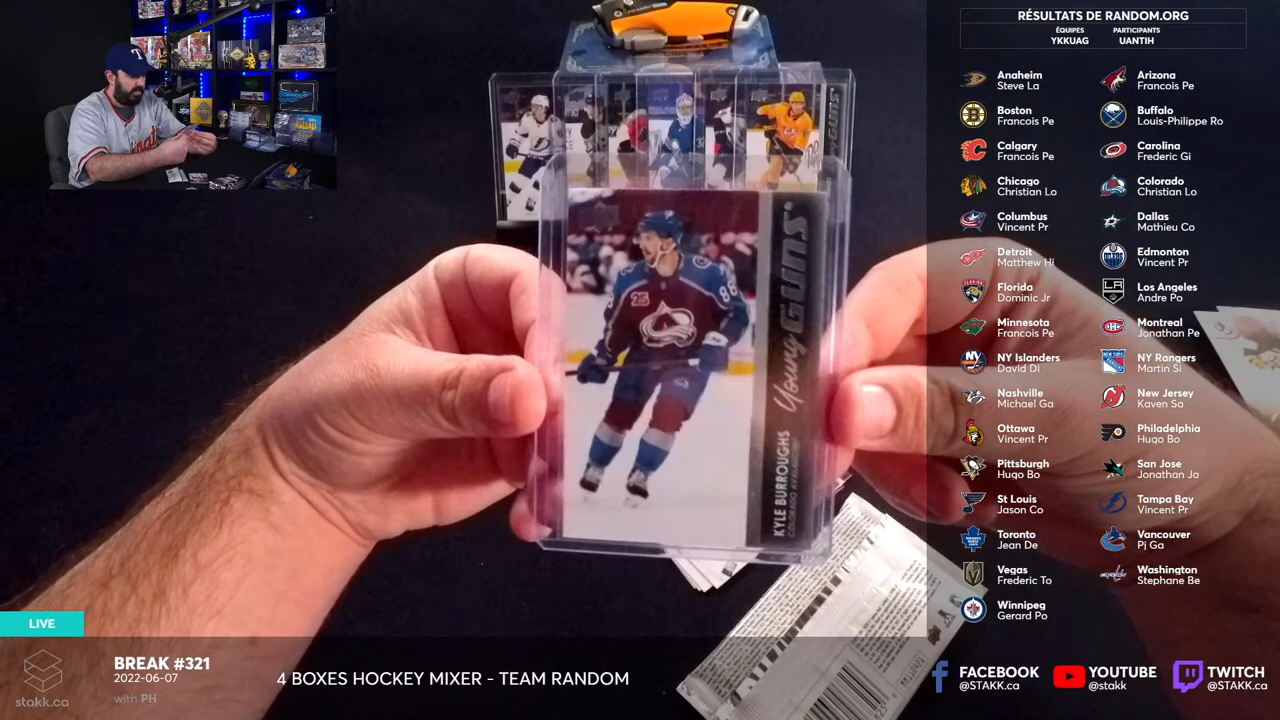 RÉSULTATS DE RANDOM.ORG
ÉQUIPES
YKKUAG
PARTICIPANTS
UANTIH
Anaheim
Steve La
Arizona
Francois Pe
Boston
Francois Pe
Buffalo
Louis-Philippe Ro
Calgary
Francois Pe
Carolina
Frederic Gi
Chicago
Christian Lo
Colorado
Christian Lo
Columbus
Vincent Pr
Dallas
Mathieu Co
Detroit
Matthew Hi
Edmonton
Vincent Pr
Florida
Dominic Jr
Los Angeles
Andre Po
Minnesota
Francois Pe
Montreal
Jonathan Pe
NY Islanders
David Di
NY Rangers
Martin Si
Nashville
Michael Ga
New Jersey
Kaven Sa
Ottawa
Vincent Pr
Philadelphia
Hugo Bo
Pittsburgh
Hugo Bo
San Jose
Jonathan Ja
St Louis
Jason Co
Tampa Bay
Vincent Pr
Toronto
Jean De
Vancouver
Pj Ga
Vegas
Frederic To
Washington
Stephane Be
Winnipeg
Gerard Po
Young GUNS
KYLE BURROUGHS
COLORADO AVALANCHE
88
25
GUNS
LIVE
stakk.ca
BREAK #321
2022-06-07
with PH
4 BOXES HOCKEY MIXER - TEAM RANDOM
FACEBOOK
@STAKK.ca
YOUTUBE
@stakk
TWITCH
@STAKK.ca